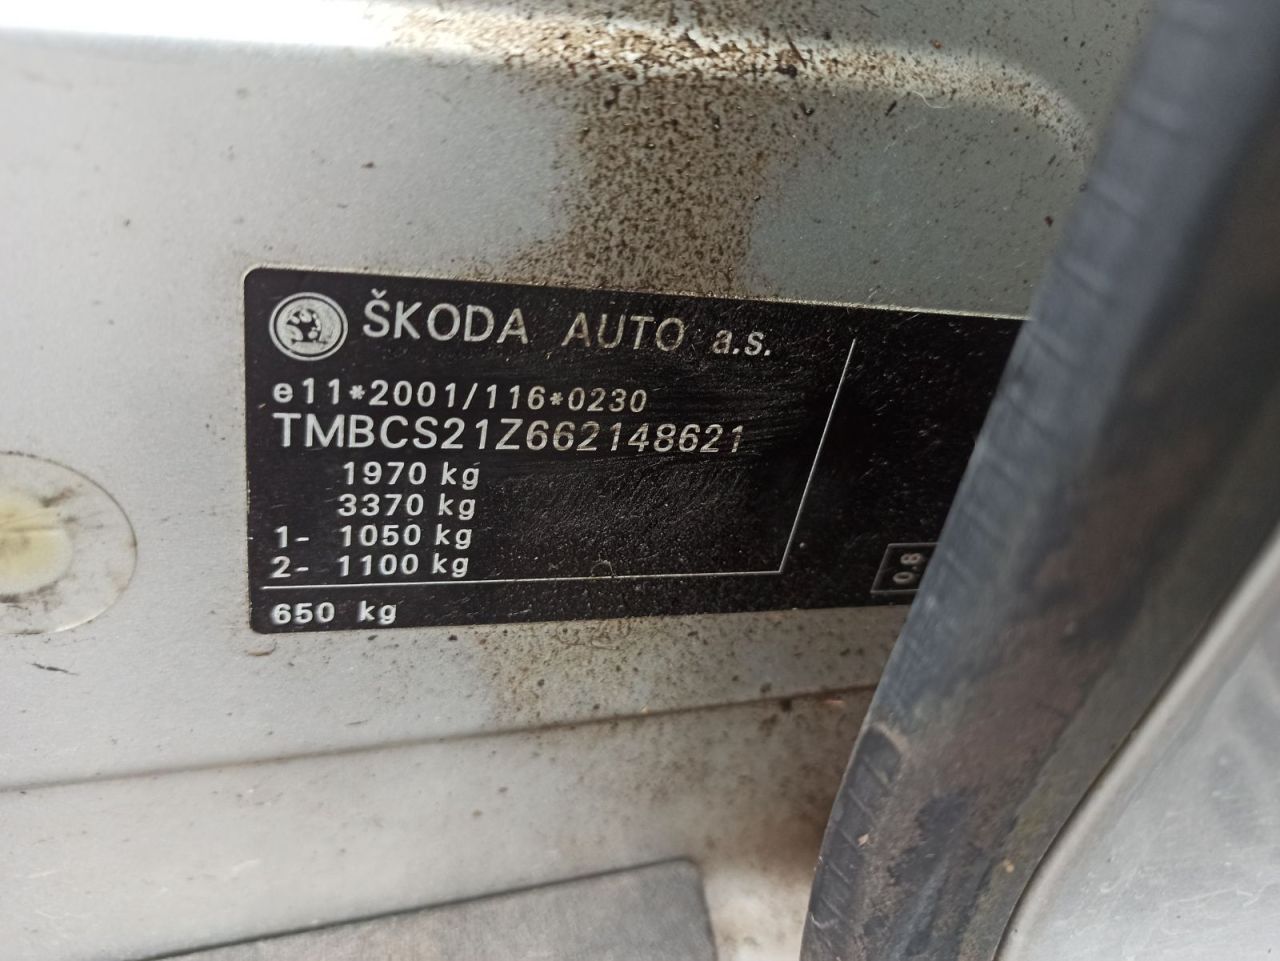 ŠKODA AUTO a.s.
e11*2001/116*0230
TMBCS21Z662148621
1970 kg
3370 kg
1- 1050 kg
2- 1100 kg
650 kg
0.8